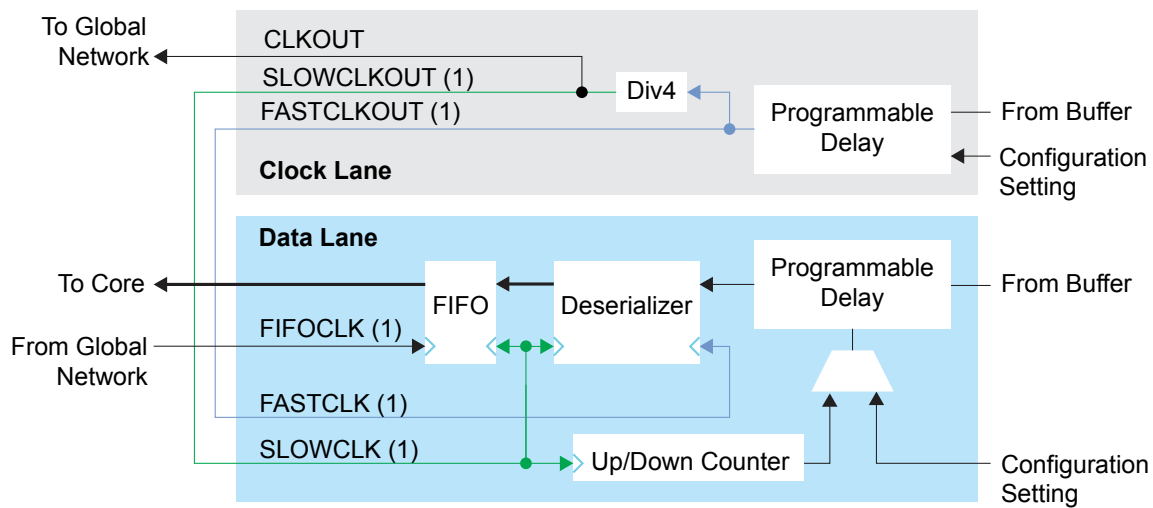 To Global
Network
CLKOUT
SLOWCLKOUT (1)
FASTCLKOUT (1)
Div4
Programmable
Delay
From Buffer
Configuration
Setting
Clock Lane
Data Lane
To Core
FIFO
Deserializer
Programmable
Delay
From Buffer
FIFOCLK (1)
From Global
Network
FASTCLK (1)
SLOWCLK (1)
Up/Down Counter
Configuration
Setting